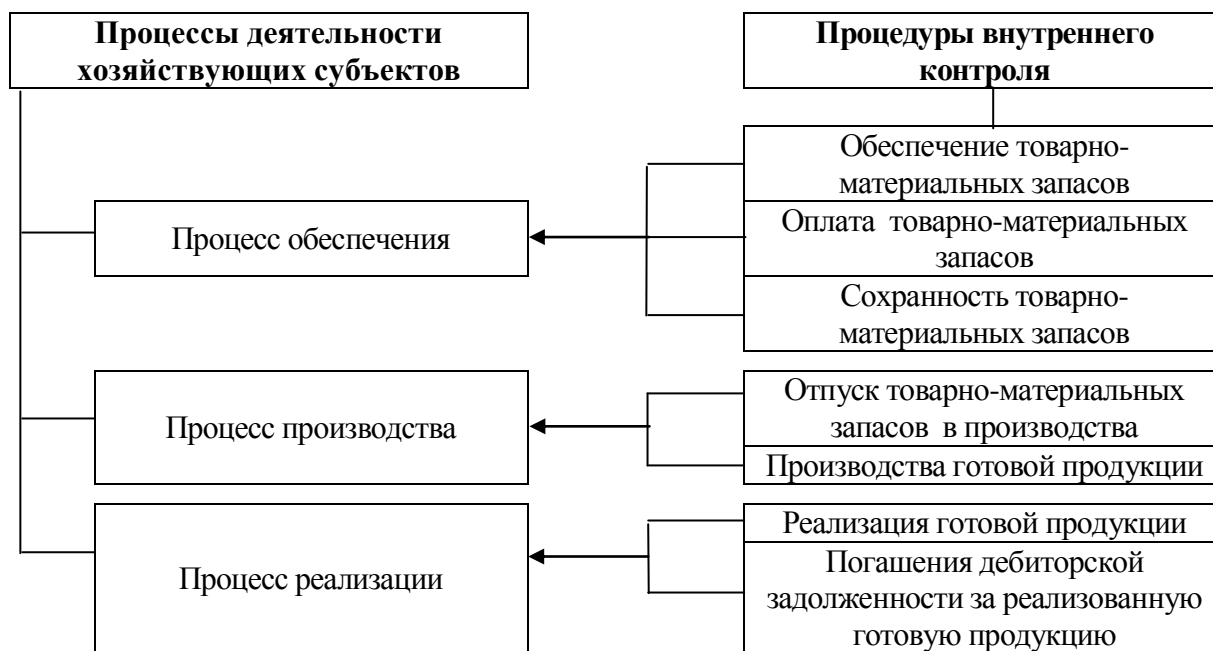 Процессы деятельности
хозяйствующих субъектов
Процедуры внутреннего
контроля
Обеспечение товарно-
материальных запасов
Процесс обеспечения
Оплата товарно-материальных
запасов
Сохранность товарно-
материальных запасов
Процесс производства
Отпуск товарно-материальных
запасов в производства
Производства готовой продукции
Процесс реализации
Реализация готовой продукции
Погашения дебиторской
задолженности за реализованную
готовую продукцию